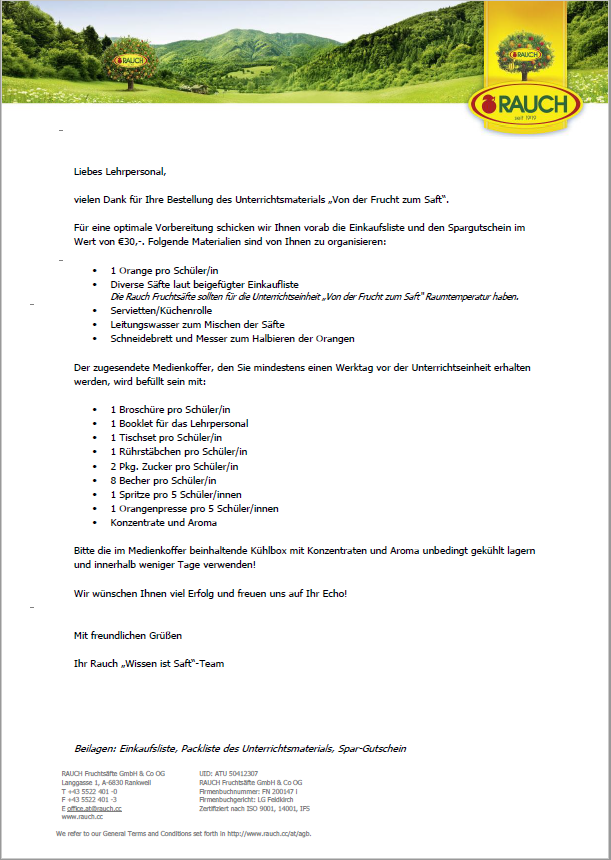 RAUCH
RAUCH
RAUCH
seit 1919
Liebes Lehrpersonal,
vielen Dank für Ihre Bestellung des Unterrichtsmaterials „Von der Frucht zum Saft“.
Für eine optimale Vorbereitung schicken wir Ihnen vorab die Einkaufsliste und den Spargutschein im
Wert von €30,-. Folgende Materialien sind von Ihnen zu organisieren:
• 1 Orange pro Schüler/in
• Diverse Säfte laut beigefügter Einkaufliste
Die Rauch Fruchtsäfte sollten für die Unterrichtseinheit „Von der Frucht zum Saft" Raumtemperatur haben.
• Servietten/Küchenrolle
• Leitungswasser zum Mischen der Säfte
• Schneidebrett und Messer zum Halbieren der Orangen
Der zugesendete Medienkoffer, den Sie mindestens einen Werktag vor der Unterrichtseinheit erhalten
werden, wird befüllt sein mit:
• 1 Broschüre pro Schüler/in
• 1 Booklet für das Lehrpersonal
• 1 Tischset pro Schüler/in
• 1 Rührstäbchen pro Schüler/in
• 2 Pkg. Zucker pro Schüler/in
• 8 Becher pro Schüler/in
• 1 Spritze pro 5 Schüler/innen
• 1 Orangenpresse pro 5 Schüler/innen
• Konzentrate und Aroma
Bitte die im Medienkoffer beinhaltende Kühlbox mit Konzentraten und Aroma unbedingt gekühlt lagern
und innerhalb weniger Tage verwenden!
Wir wünschen Ihnen viel Erfolg und freuen uns auf Ihr Echo!
Mit freundlichen Grüßen
Ihr Rauch „Wissen ist Saft“-Team
Beilagen: Einkaufsliste, Packliste des Unterrichtsmaterials, Spar-Gutschein
RAUCH Fruchtsäfte GmbH & Co OG
Langgasse 1, A-6830 Rankweil
T +43 5522 401 -0
F +43 5522 401 -3
E office.at@rauch.cc
www.rauch.cc
UID: ATU 50412307
RAUCH Fruchtsäfte GmbH & Co OG
Firmenbuchnummer: FN 200147 i
Firmenbuchgericht: LG Feldkirch
Zertifiziert nach ISO 9001, 14001, IFS
We refer to our General Terms and Conditions set forth in http://www.rauch.cc/at/agb.